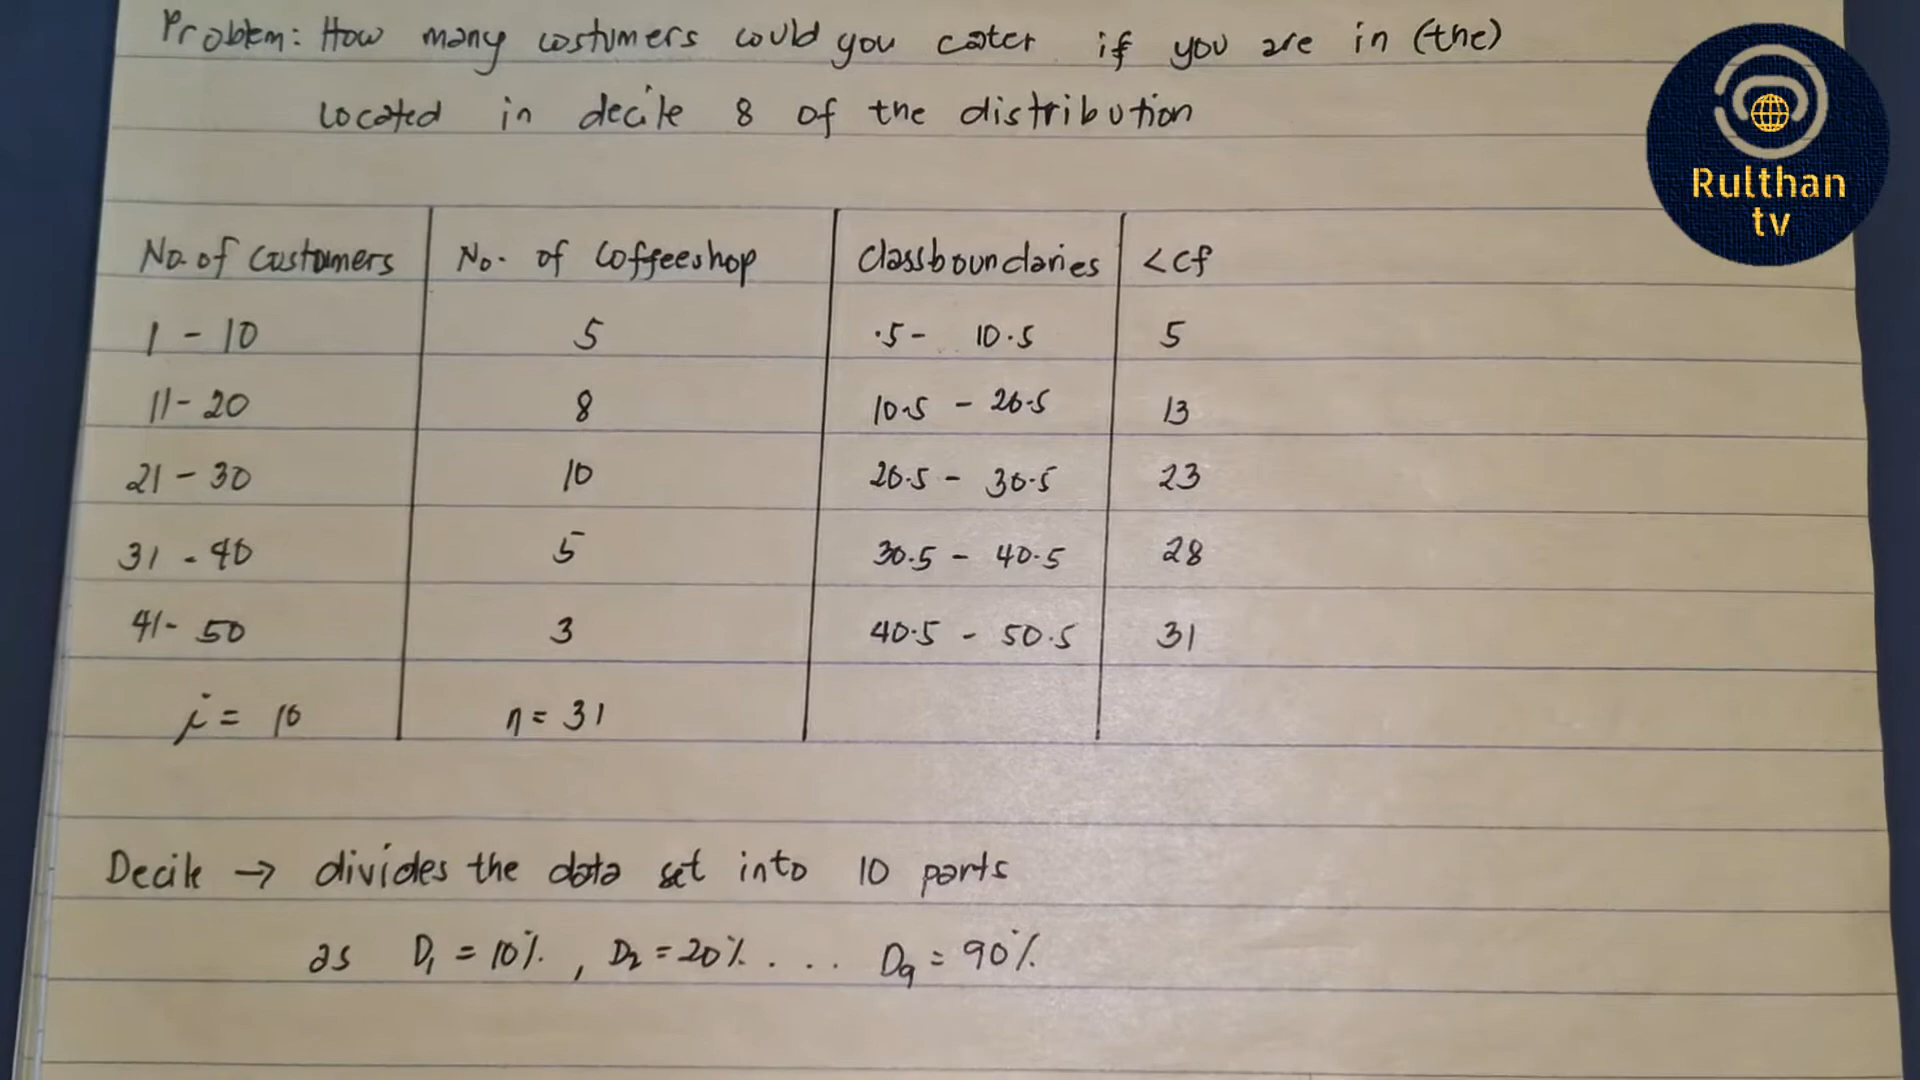 Problem: How many costumers could you cater if you are in (the)
located in decile 8 of the distribution
Rulthan
tv
No. of Customers No. of Coffeeshop Classboundaries <cf
1 - 10 5 .5 - 10.5 5
11 - 20 8 10.5 - 20.5 13
21 - 30 10 20.5 - 30.5 23
31 - 40 5 30.5 - 40.5 28
41 - 50 3 40.5 - 50.5 31
i = 10 n = 31
Decile → divides the data set into 10 parts
as D₁ = 10%, D₂ = 20% . . . . D₉ = 90%